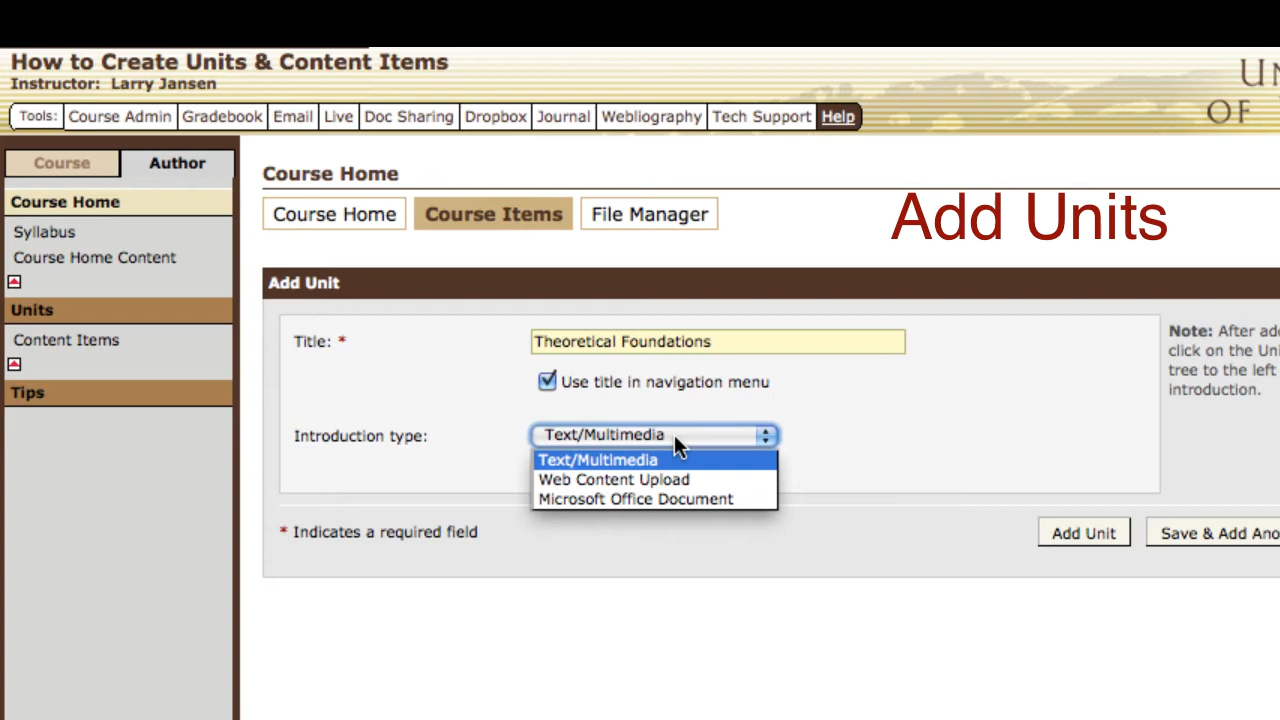 How to Create Units & Content Items
Instructor: Larry Jansen
Tools: Course Admin Gradebook Email Live Doc Sharing Dropbox Journal Webliography Tech Support Help
OF
Course Author
Course Home
Syllabus
Course Home Content
Units
Content Items
Tips
Course Home
Course Home Course Items File Manager
Add Units
Add Unit
Title: * Theoretical Foundations
Use title in navigation menu
Introduction type: Text/Multimedia
Text/Multimedia
Web Content Upload
Microsoft Office Document
Note: After
click on the
tree to the left
introduction.
* Indicates a required field
Add Unit Save & Add